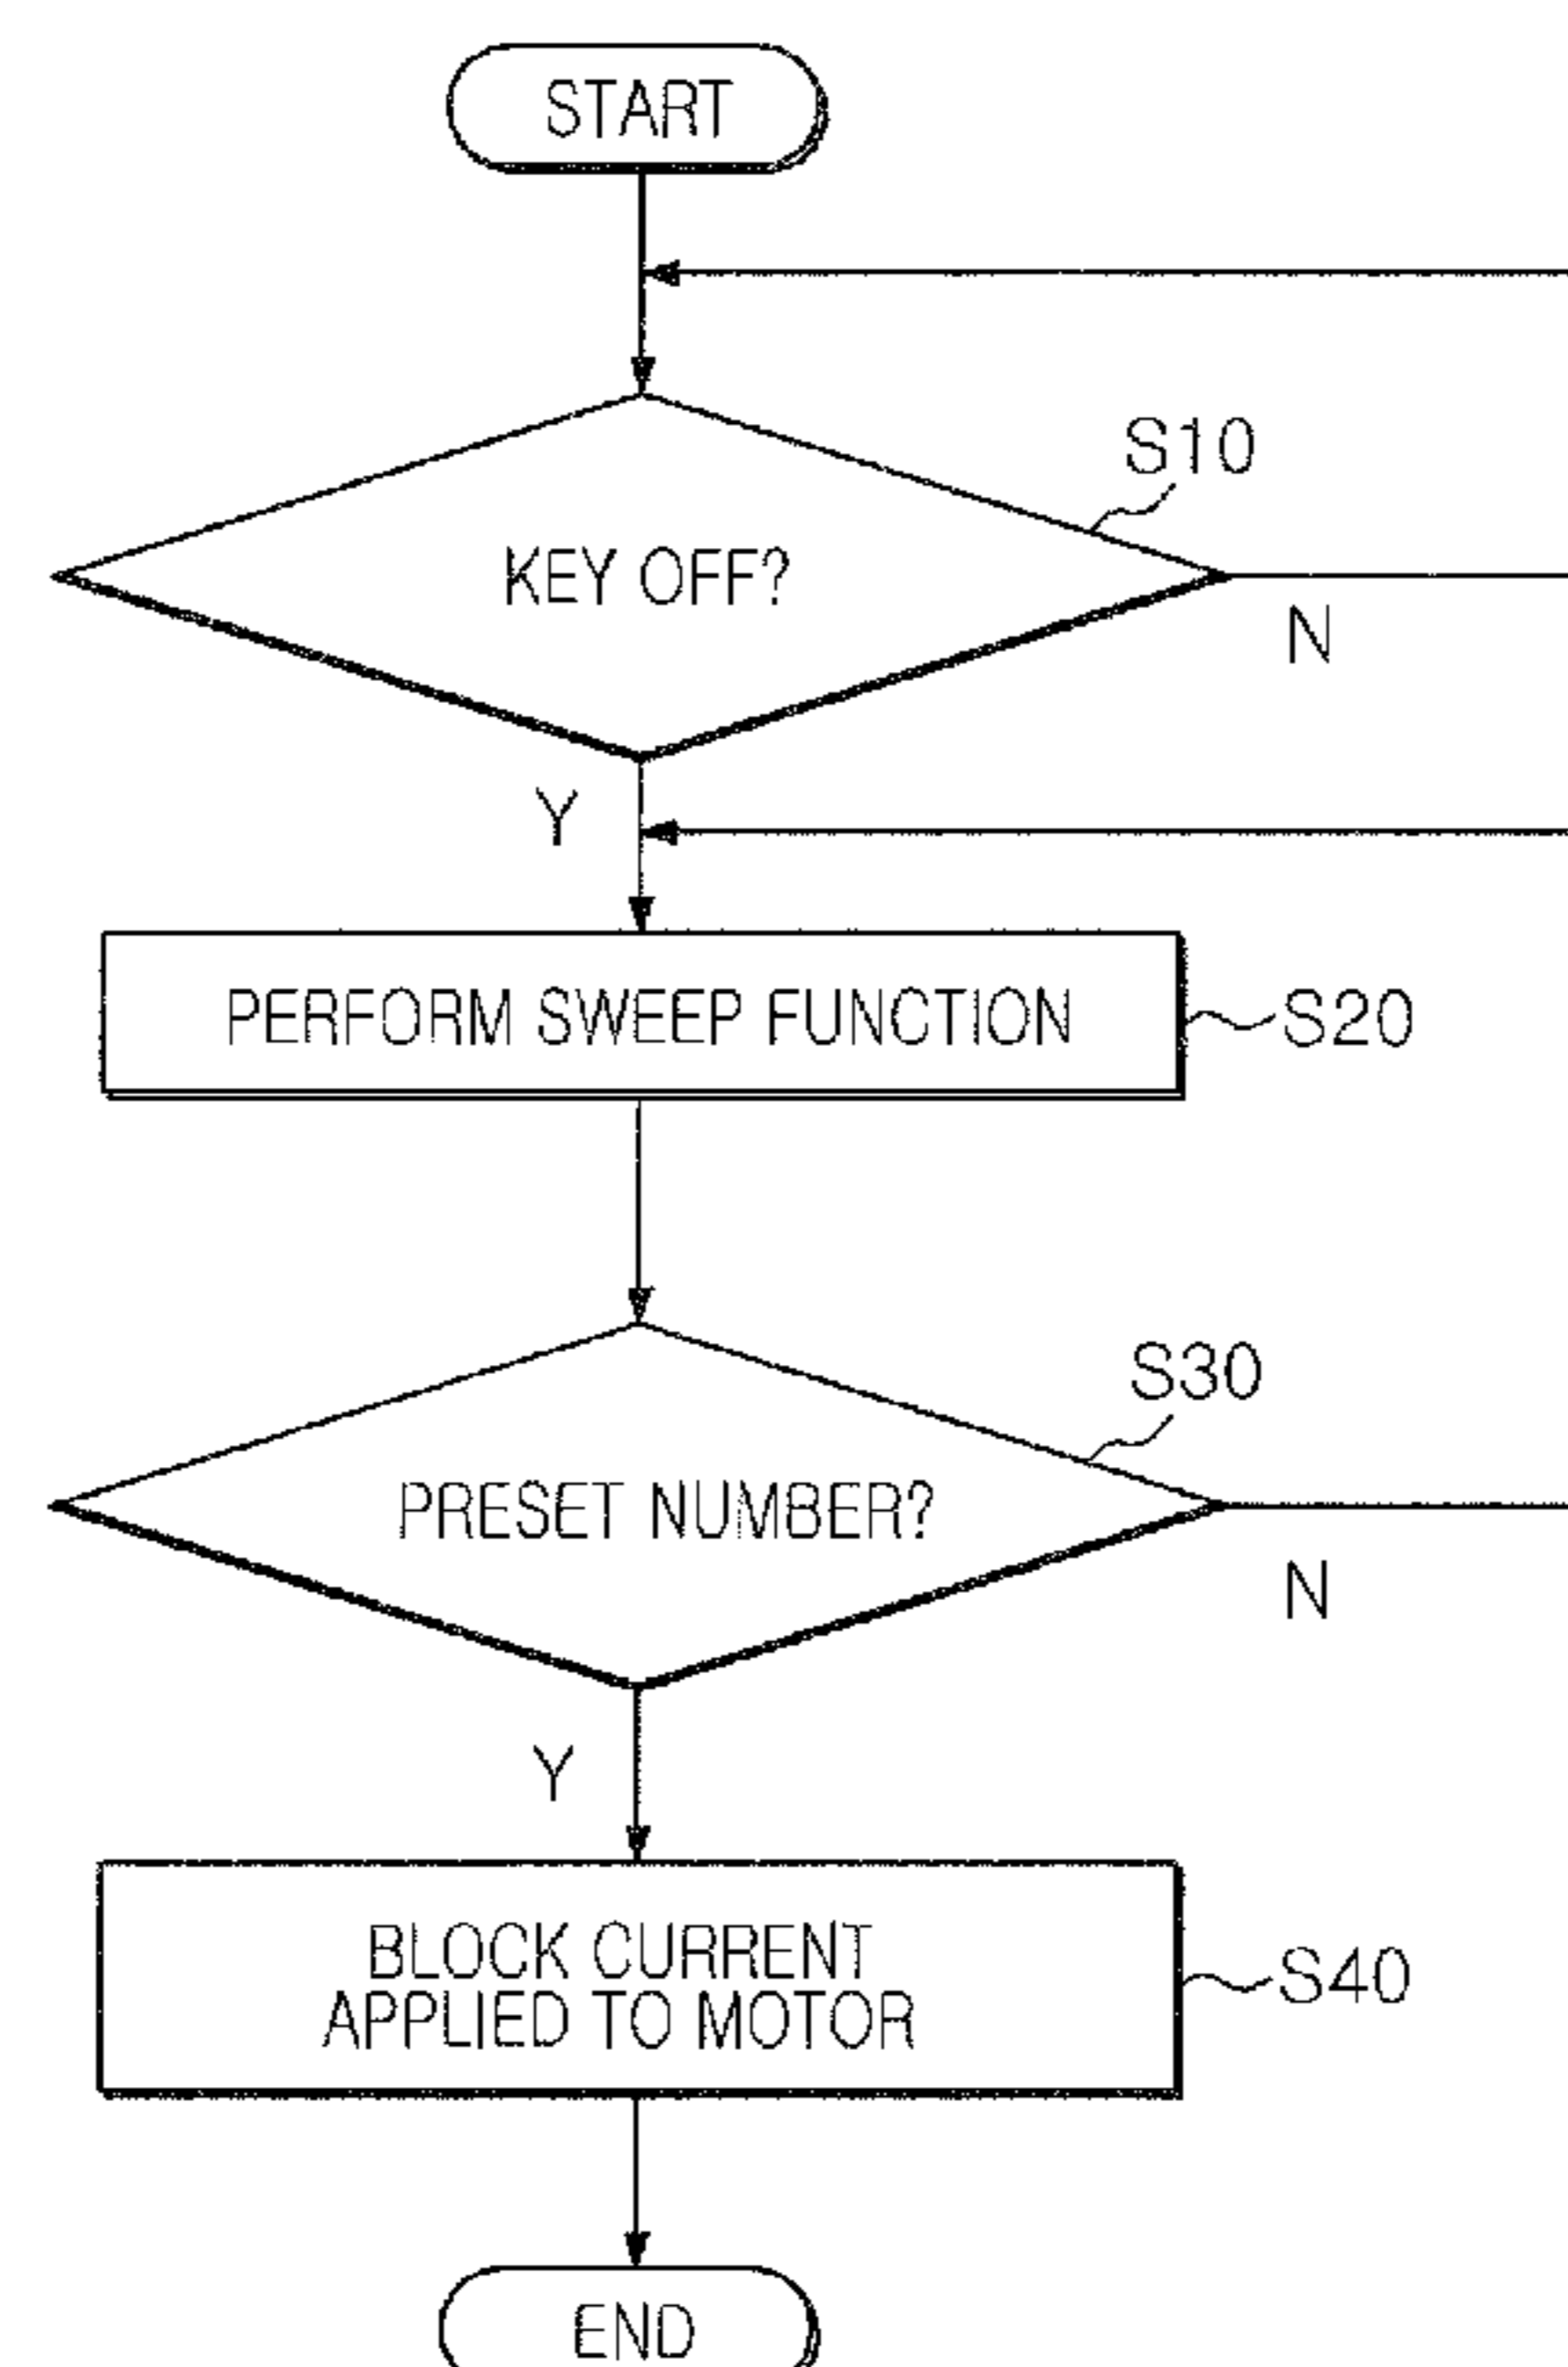 START
S10
KEY OFF?
N
Y
PERFORM SWEEP FUNCTION
S20
S30
PRESET NUMBER?
N
Y
BLOCK CURRENT
APPLIED TO MOTOR
S40
END